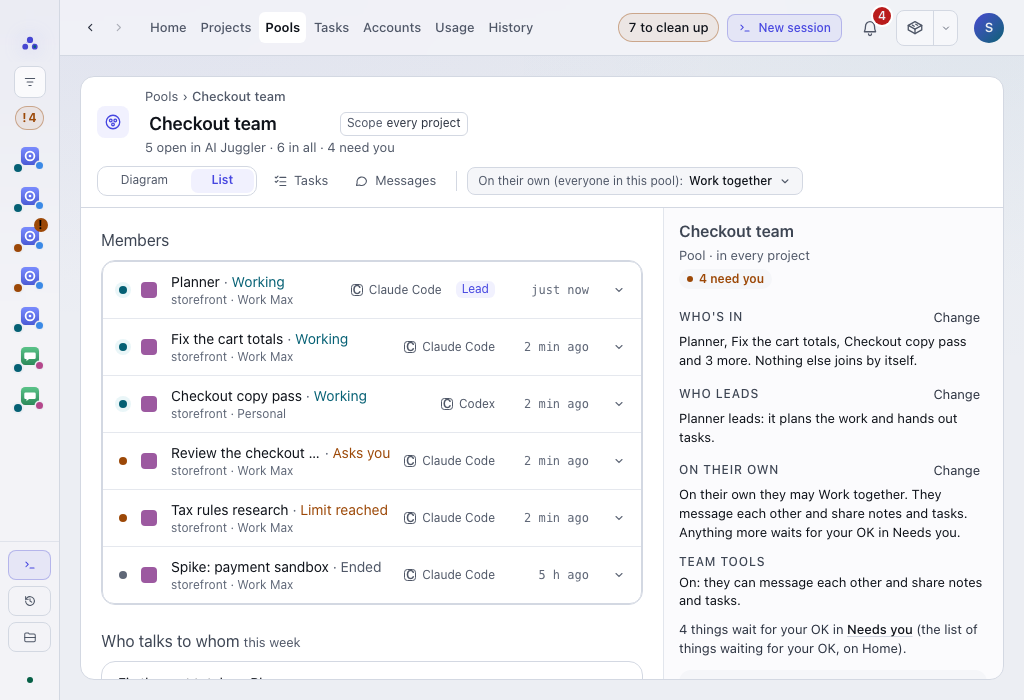 Home Projects Pools Tasks Accounts Usage History
7 to clean up
New session
4
S
! 4
!
Pools › Checkout team
Checkout team
Scope every project
5 open in AI Juggler · 6 in all · 4 need you
Diagram List Tasks Messages
On their own (everyone in this pool): Work together
Members
Planner · Working
storefront · Work Max
Claude Code
Lead
just now
Fix the cart totals · Working
storefront · Work Max
Claude Code
2 min ago
Checkout copy pass · Working
storefront · Personal
Codex
2 min ago
Review the checkout ... · Asks you
storefront · Work Max
Claude Code
2 min ago
Tax rules research · Limit reached
storefront · Work Max
Claude Code
2 min ago
Spike: payment sandbox · Ended
storefront · Work Max
Claude Code
5 h ago
Who talks to whom this week
Checkout team
Pool · in every project
4 need you
WHO'S IN
Change
Planner, Fix the cart totals, Checkout copy pass
and 3 more. Nothing else joins by itself.
WHO LEADS
Change
Planner leads: it plans the work and hands out
tasks.
ON THEIR OWN
Change
On their own they may Work together. They
message each other and share notes and tasks.
Anything more waits for your OK in Needs you.
TEAM TOOLS
On: they can message each other and share notes
and tasks.
4 things wait for your OK in Needs you (the list of
things waiting for your OK, on Home).